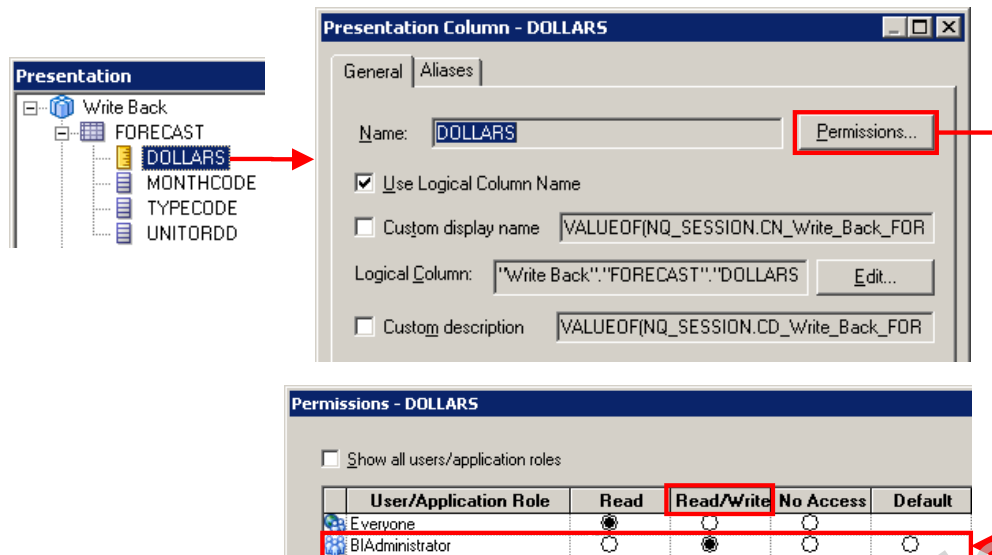 Presentation
Write Back
FORECAST
DOLLARS
MONTHCODE
TYPECODE
UNITORDD
Presentation Column - DOLLARS
General Aliases
Name: DOLLARS Permissions...
Use Logical Column Name
Custom display name VALUEOF(NQ_SESSION.CN_Write_Back_FOR
Logical Column: "Write Back"."FORECAST"."DOLLARS Edit...
Custom description VALUEOF(NQ_SESSION.CD_Write_Back_FOR
Permissions - DOLLARS
Show all users/application roles
User/Application Role Read Read/Write No Access Default
Everyone
BIAdministrator